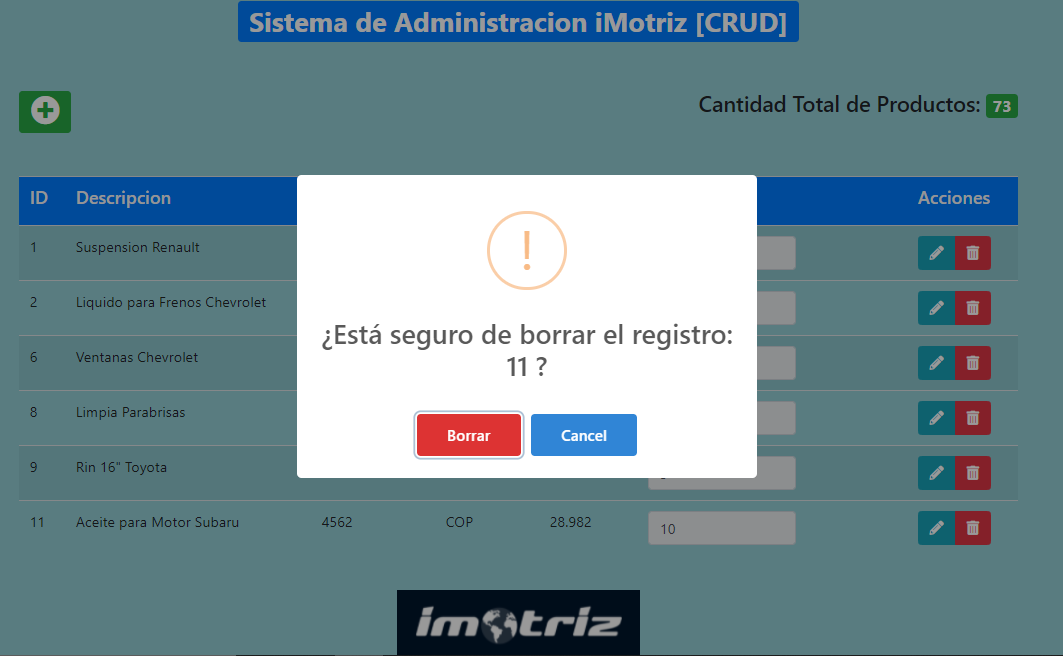 Sistema de Administracion iMotriz [CRUD]
Cantidad Total de Productos: 73
ID Descripcion Acciones
1 Suspension Renault
2 Liquido para Frenos Chevrolet
6 Ventanas Chevrolet
8 Limpia Parabrisas
9 Rin 16" Toyota
11 Aceite para Motor Subaru 4562 COP 28.982 10
!
¿Está seguro de borrar el registro:
11 ?
Borrar Cancel
imotriz